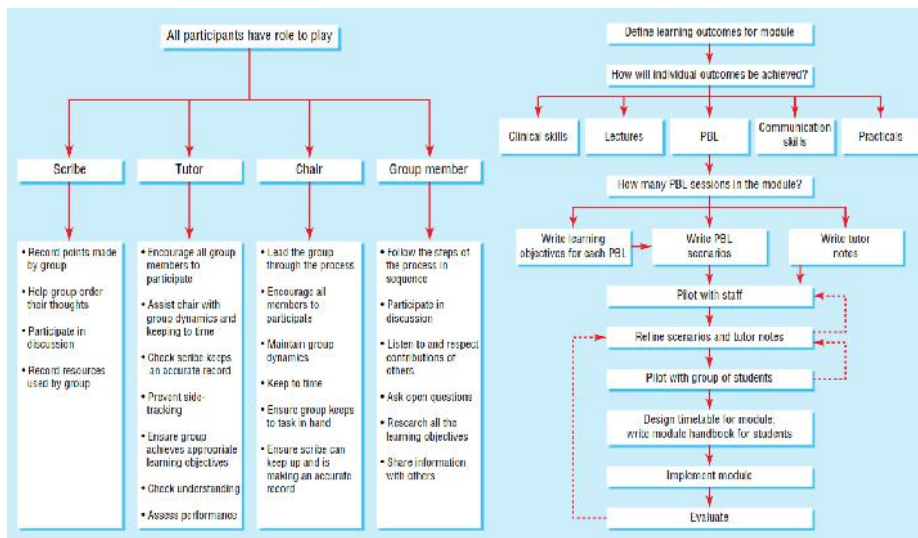 All participants have role to play
Scribe
Tutor
Chair
Group member
• Record points made
by group
• Help group order
their thoughts
• Participate in
discussion
• Record resources
used by group
• Encourage all group
members to
participate
• Assist chair with
group dynamics and
keeping to time
• Check scribe keeps
an accurate record
• Prevent side-
tracking
• Ensure group
achieves appropriate
learning objectives
• Check understanding
• Assess performance
• Lead the group
through the process
• Encourage all
members to
participate
• Maintain group
dynamics
• Keep to time
• Ensure group keeps
to task in hand
• Ensure scribe can
keep up and is
making an accurate
record
• Follow the steps of
the process in
sequence
• Participate in
discussion
• Listen to and respect
contributions of
others
• Ask open questions
• Research all the
learning objectives
• Share information
with others
Define learning outcomes for module
How will individual outcomes be achieved?
Clinical skills
Lectures
PBL
Communication
skills
Practicals
How many PBL sessions in the module?
Write learning
objectives for each PBL
Write PBL
scenarios
Write tutor
notes
Pilot with staff
Refine scenarios and tutor notes
Pilot with group of students
Design timetable for module,
write module handbook for students
Implement module
Evaluate